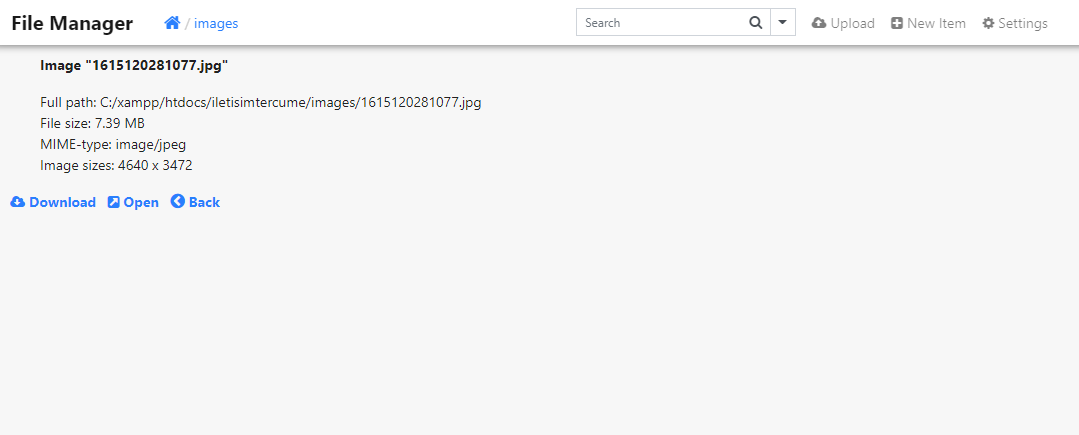 File Manager / images Search Upload New Item Settings
Image "1615120281077.jpg"
Full path: C:/xampp/htdocs/iletisimtercume/images/1615120281077.jpg
File size: 7.39 MB
MIME-type: image/jpeg
Image sizes: 4640 x 3472
Download Open Back